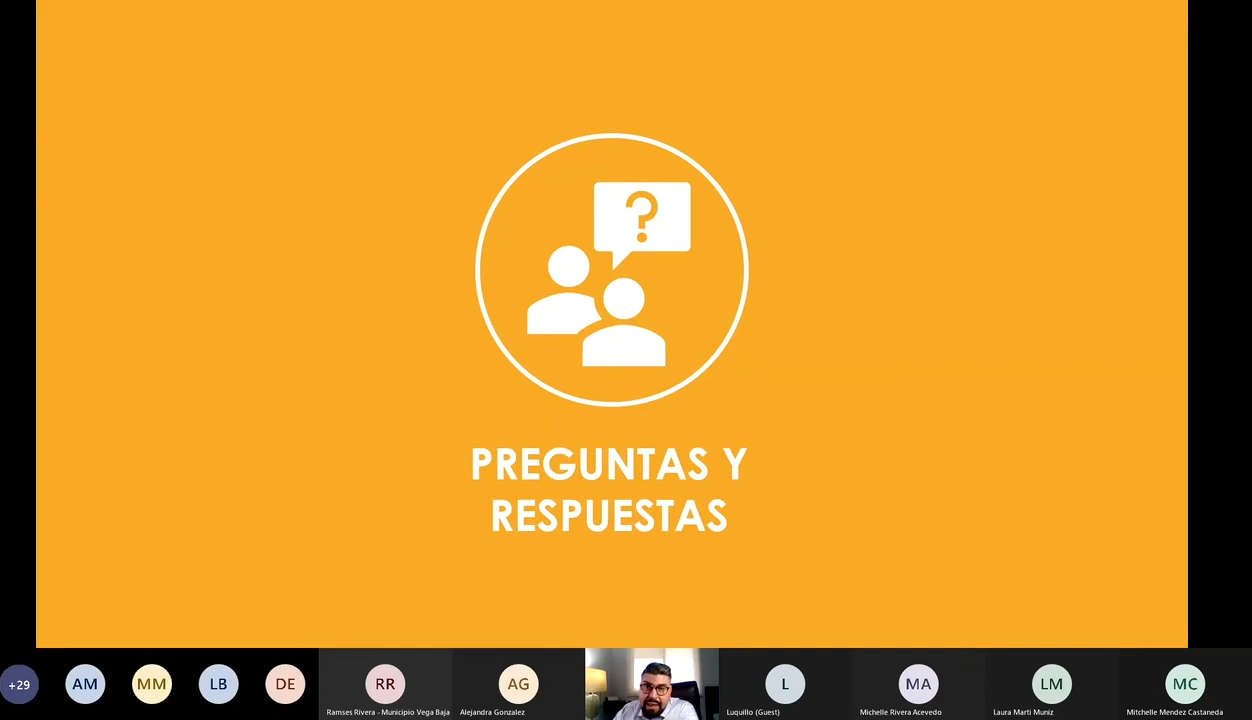 ?
PREGUNTAS Y
RESPUESTAS
+29
AM
MM
LB
DE
RR
Ramses Rivera - Municipio Vega Baja
AG
Alejandra Gonzalez
L
Luquillo (Guest)
MA
Michelle Rivera Acevedo
LM
Laura Marti Muniz
MC
Mitchelle Mendez Castaneda